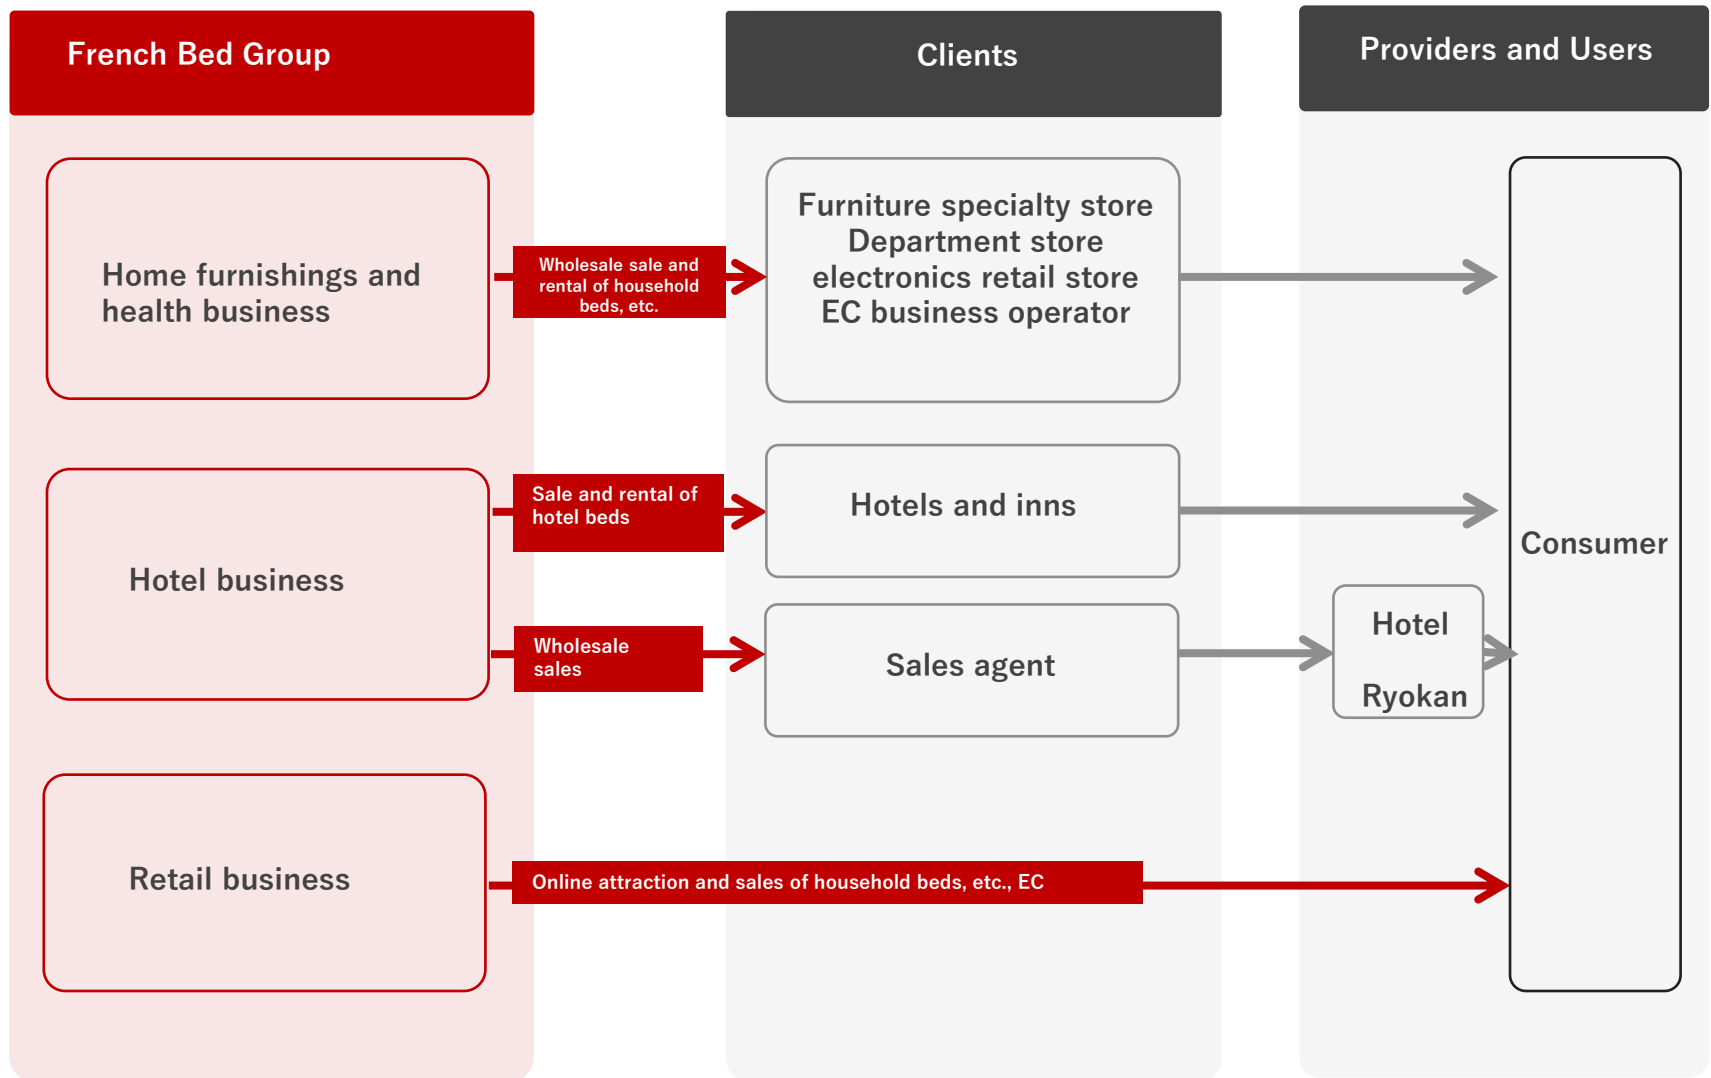 French Bed Group
Clients
Providers and Users
Home furnishings and
health business
Wholesale sale and
rental of household
beds, etc.
Furniture specialty store
Department store
electronics retail store
EC business operator
Hotel business
Sale and rental of
hotel beds
Hotels and inns
Wholesale
sales
Sales agent
Hotel
Ryokan
Consumer
Retail business
Online attraction and sales of household beds, etc., EC